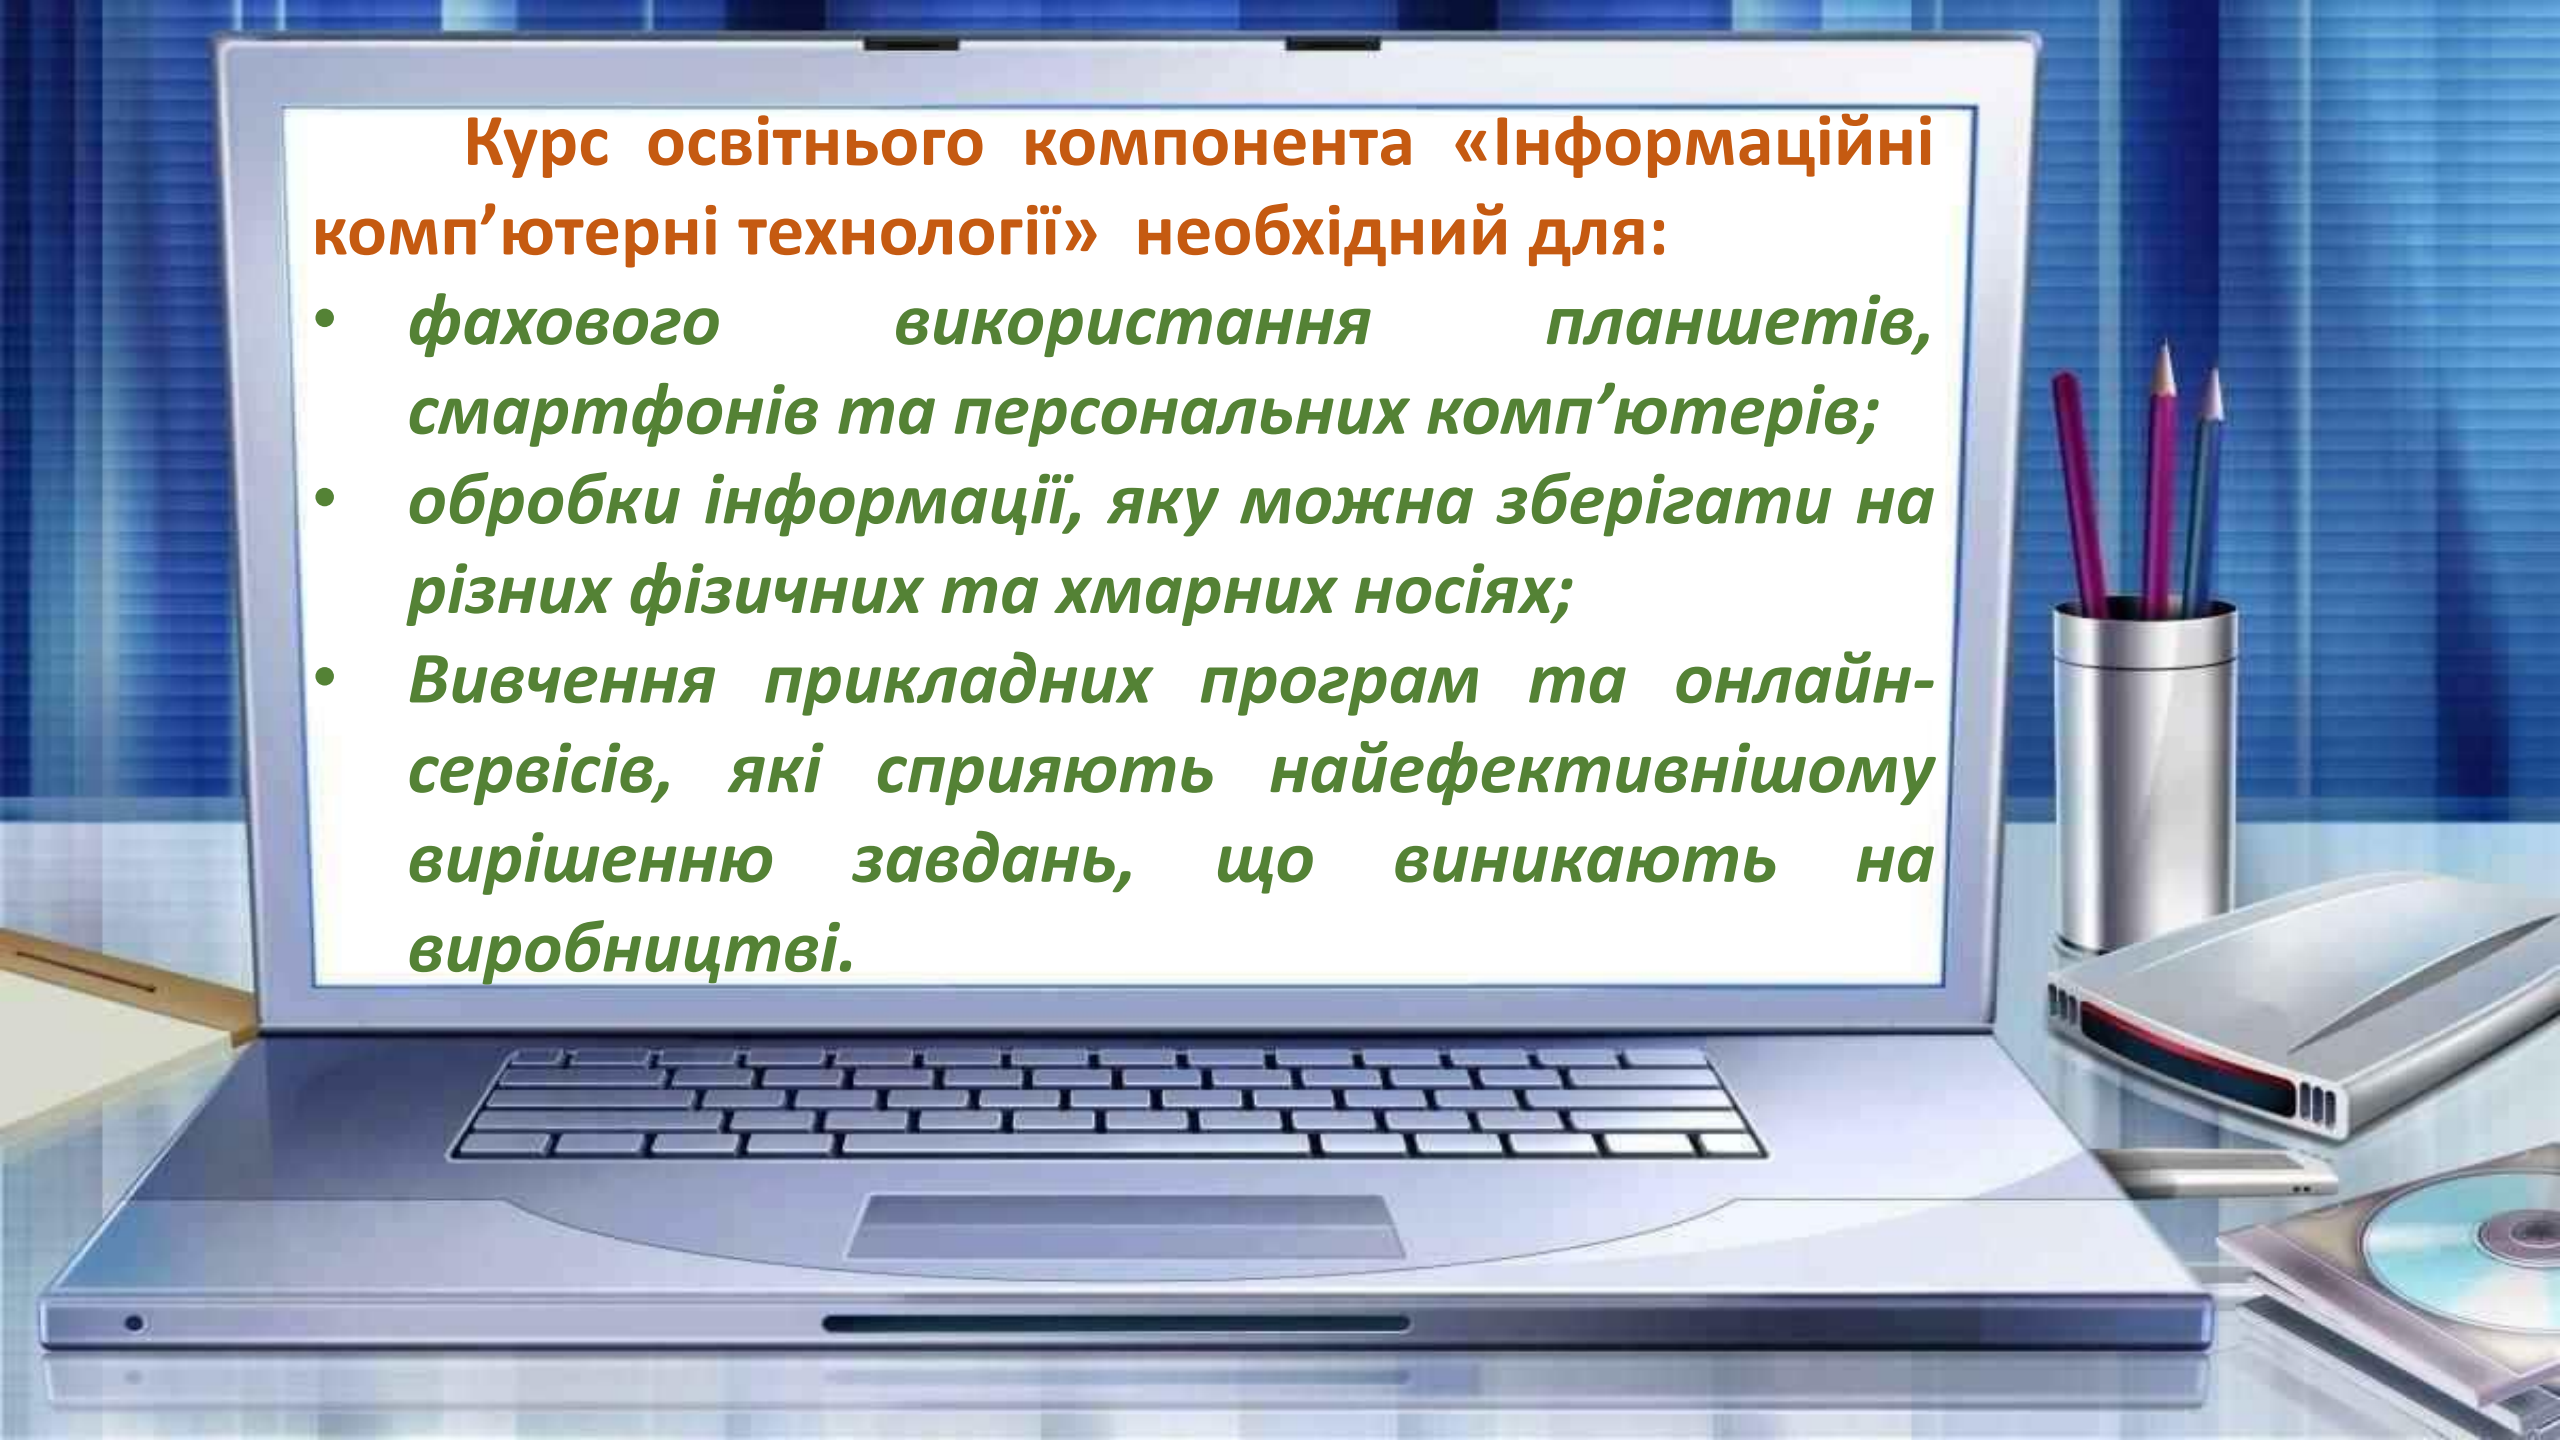 Курс освітнього компонента «Інформаційні
комп’ютерні технології» необхідний для:
• фахового використання планшетів,
смартфонів та персональних комп’ютерів;
• обробки інформації, яку можна зберігати на
різних фізичних та хмарних носіях;
• Вивчення прикладних програм та онлайн-
сервісів, які сприяють найефективнішому
вирішенню завдань, що виникають на
виробництві.